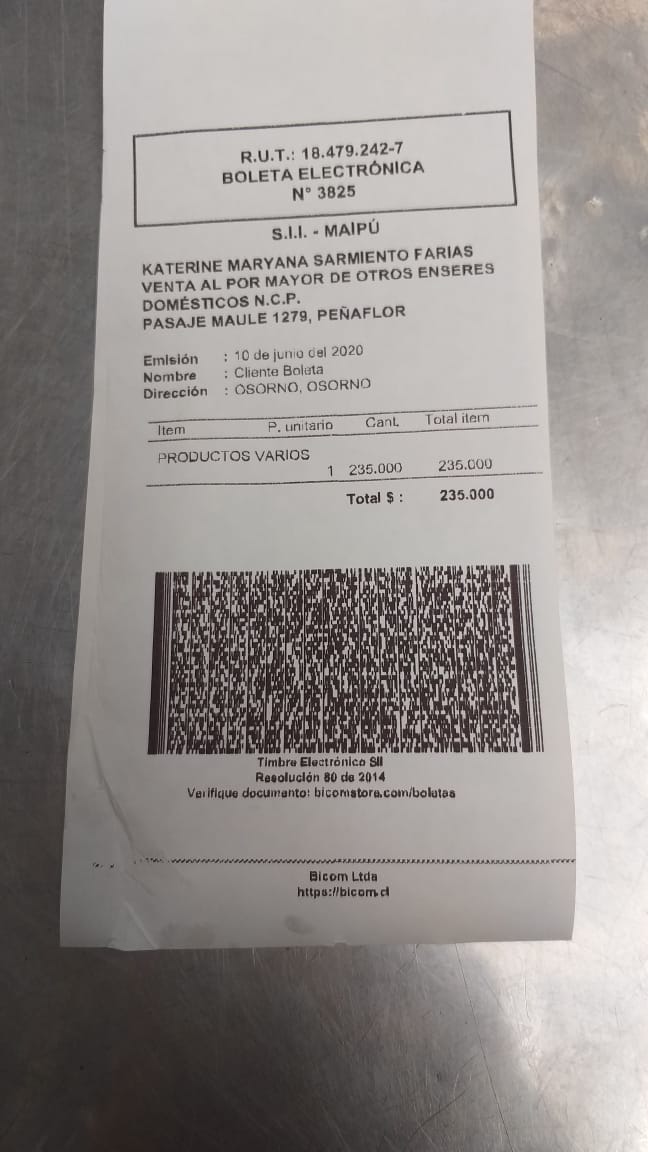 R.U.T.: 18.479.242-7
BOLETA ELECTRÓNICA
N° 3825
S.I.I. - MAIPÚ
KATERINE MARYANA SARMIENTO FARIAS
VENTA AL POR MAYOR DE OTROS ENSERES
DOMÉSTICOS N.C.P.
PASAJE MAULE 1279, PEÑAFLOR
Emisión : 10 de junio del 2020
Nombre : Cliente Boleta
Dirección : OSORNO, OSORNO
Item P. unitario Cant. Total item
PRODUCTOS VARIOS
1 235.000 235.000
Total $ : 235.000
Timbre Electrónico SII
Resolución 80 de 2014
Verifique documento: bicomstore.com/boletas
Bicom Ltda
https://bicom.cl